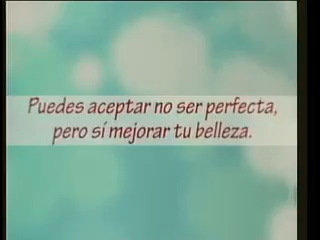 Puedes aceptar no ser perfecta,
pero sí mejorar tu belleza.